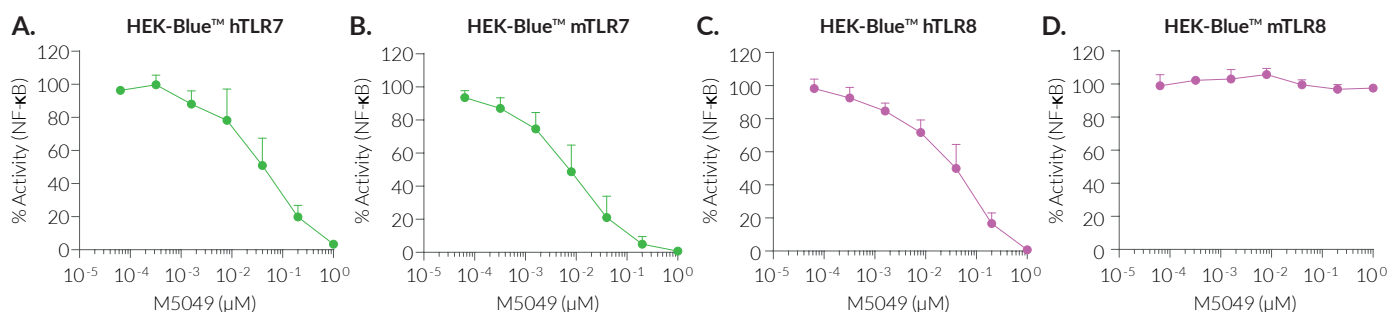 A. HEK-Blue™ hTLR7
% Activity (NF-κB)
120
100
80
60
40
20
0
10⁻⁵ 10⁻⁴ 10⁻³ 10⁻² 10⁻¹ 10⁰
M5049 (µM)
B. HEK-Blue™ mTLR7
% Activity (NF-κB)
120
100
80
60
40
20
0
10⁻⁵ 10⁻⁴ 10⁻³ 10⁻² 10⁻¹ 10⁰
M5049 (µM)
C. HEK-Blue™ hTLR8
% Activity (NF-κB)
120
100
80
60
40
20
0
10⁻⁵ 10⁻⁴ 10⁻³ 10⁻² 10⁻¹ 10⁰
M5049 (µM)
D. HEK-Blue™ mTLR8
% Activity (NF-κB)
120
100
80
60
40
120
0
10⁻⁵ 10⁻⁴ 10⁻³ 10⁻² 10⁻¹ 10⁰
M5049 (µM)